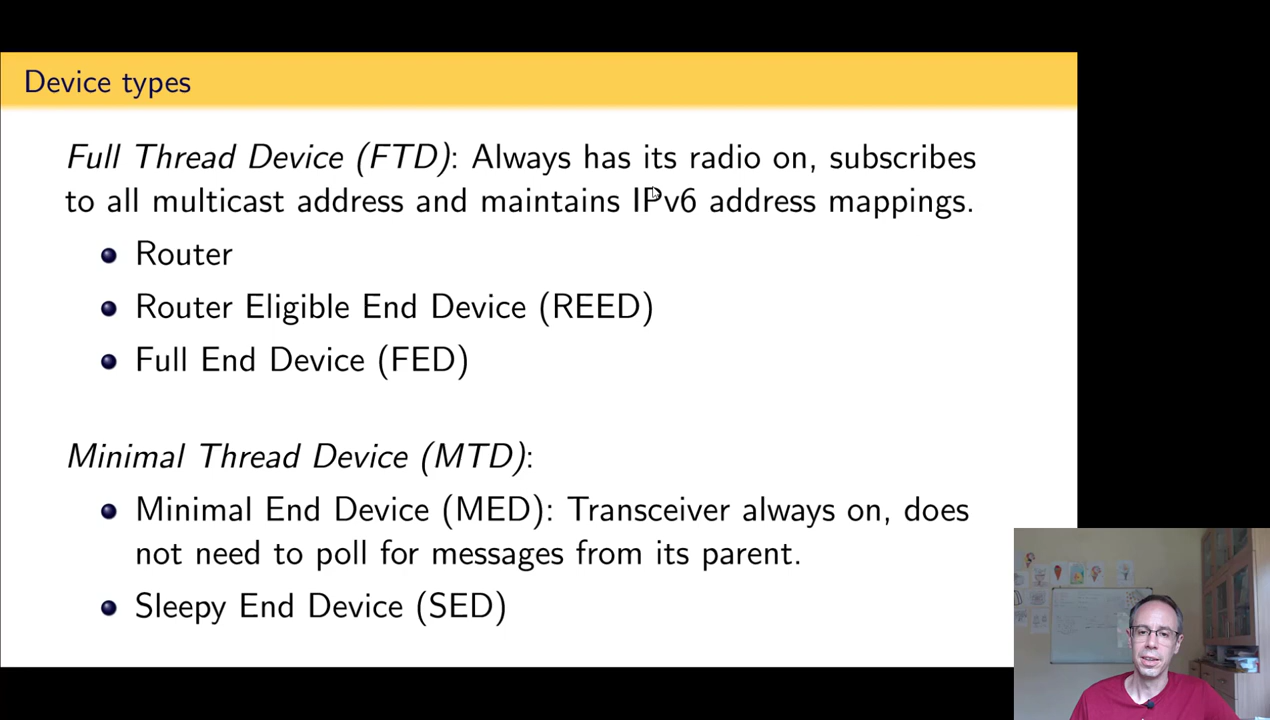 Device types
Full Thread Device (FTD): Always has its radio on, subscribes
to all multicast address and maintains IPv6 address mappings.
Router
Router Eligible End Device (REED)
Full End Device (FED)
Minimal Thread Device (MTD):
Minimal End Device (MED): Transceiver always on, does
not need to poll for messages from its parent.
Sleepy End Device (SED)